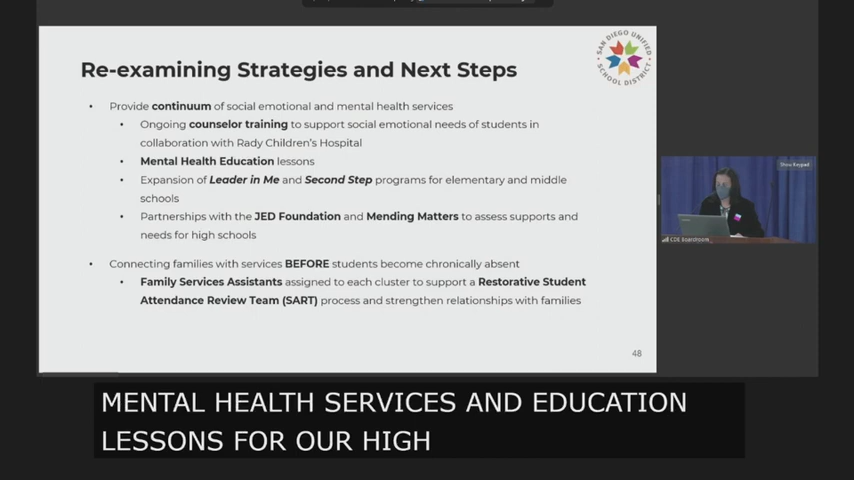 Re-examining Strategies and Next Steps
SAN DIEGO UNIFIED
SCHOOL DISTRICT
• Provide continuum of social emotional and mental health services
• Ongoing counselor training to support social emotional needs of students in
collaboration with Rady Children's Hospital
• Mental Health Education lessons
• Expansion of Leader in Me and Second Step programs for elementary and middle
schools
• Partnerships with the JED Foundation and Mending Matters to assess supports and
needs for high schools
• Connecting families with services BEFORE students become chronically absent
• Family Services Assistants assigned to each cluster to support a Restorative Student
Attendance Review Team (SART) process and strengthen relationships with families
48
Show Keypad
CDE Boardroom
MENTAL HEALTH SERVICES AND EDUCATION
LESSONS FOR OUR HIGH